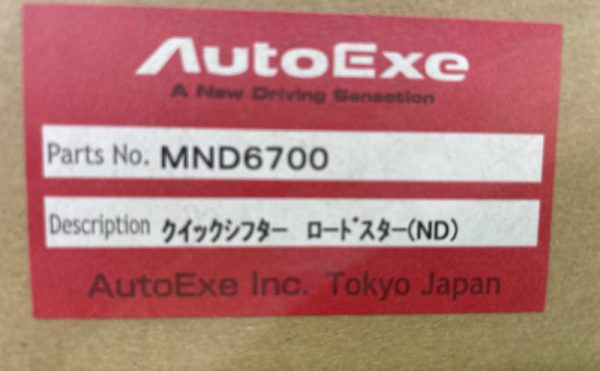 AutoExe
A New Driving Sensation
Parts No. MND6700
Description ｸｲｯｸｼﾌﾀｰ ﾛｰﾄﾞｽﾀｰ(ND)
AutoExe Inc. Tokyo Japan